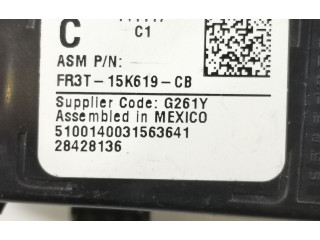 C
C1
ASM P/N:
FR3T-15K619-CB
Supplier Code: G261Y
Assembled in MEXICO
5100140031563641
28428136